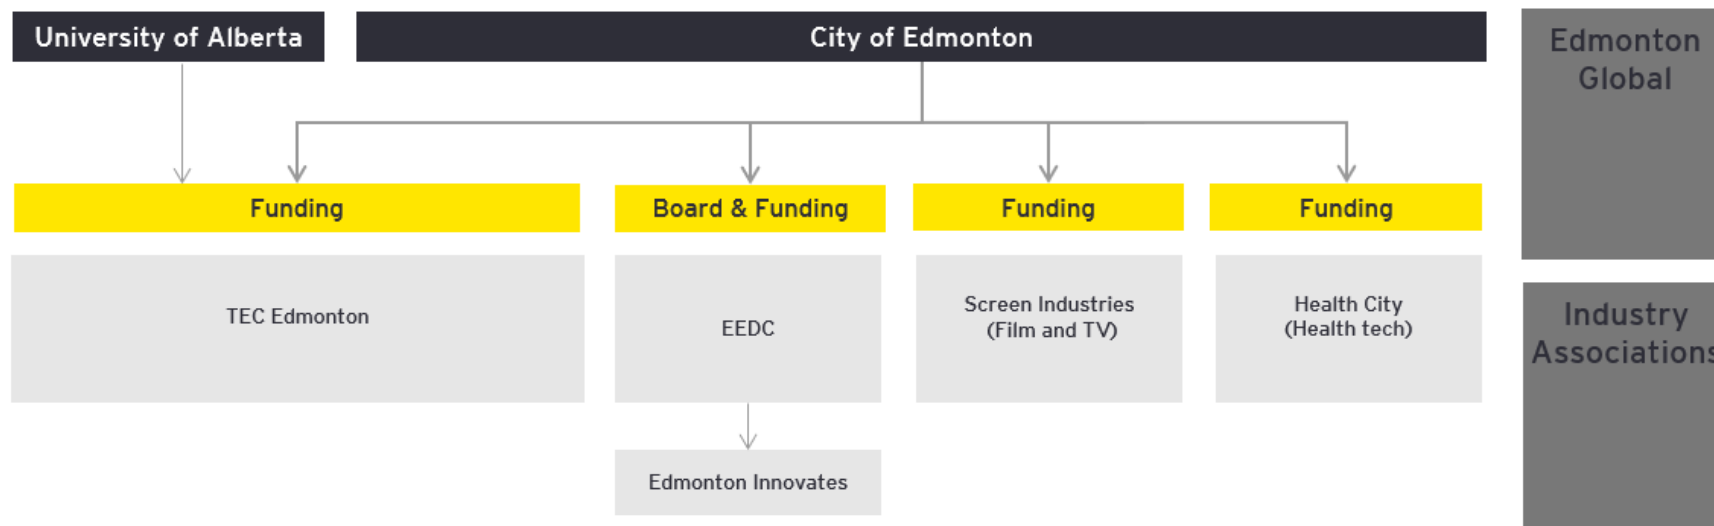 University of Alberta
City of Edmonton
Edmonton
Global
Funding
Board & Funding
Funding
Funding
TEC Edmonton
EEDC
Screen Industries
(Film and TV)
Health City
(Health tech)
Industry
Associations
Edmonton Innovates